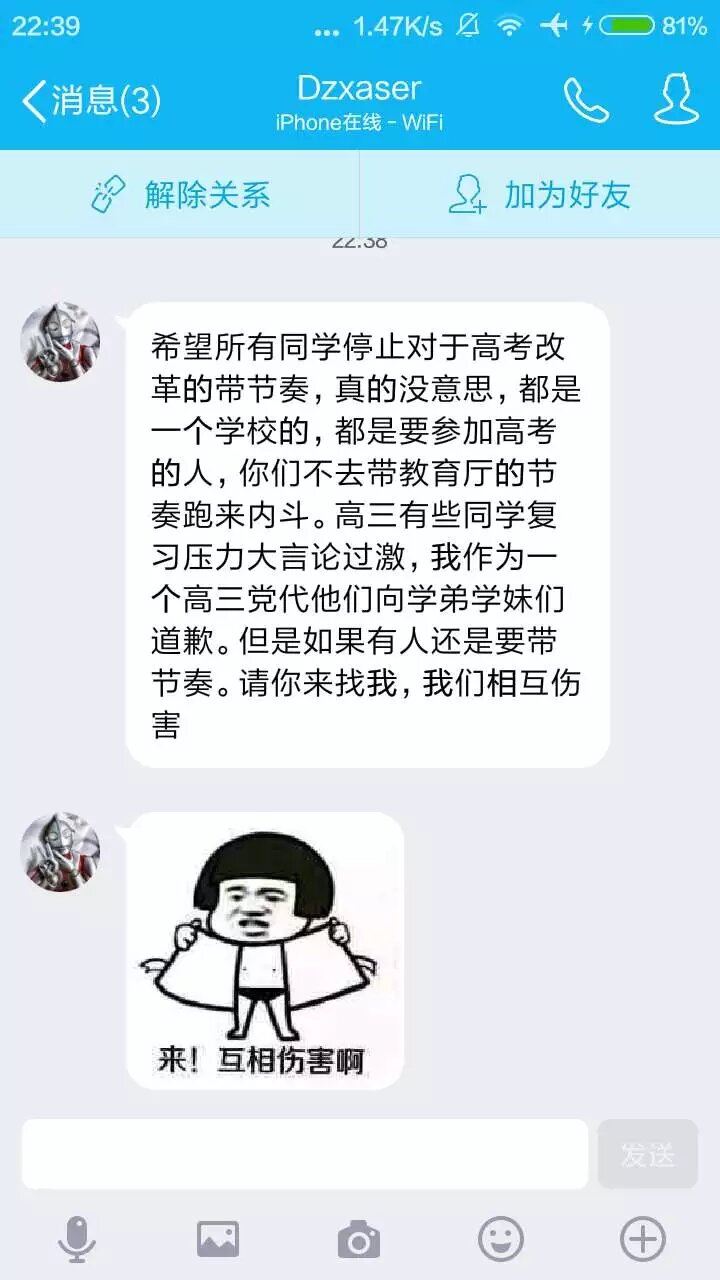 22:39
... 1.47K/s 81%
消息(3)
Dzxaser
iPhone在线 - WiFi
解除关系
加为好友
22:38
希望所有同学停止对于高考改
革的带节奏，真的没意思，都是
一个学校的，都是要参加高考
的人，你们不去带教育厅的节
奏跑来内斗。高三有些同学复
习压力大言论过激，我作为一
个高三党代他们向学弟学妹们
道歉。但是如果有人还是要带
节奏。请你来找我，我们相互伤
害
来！互相伤害啊
发送